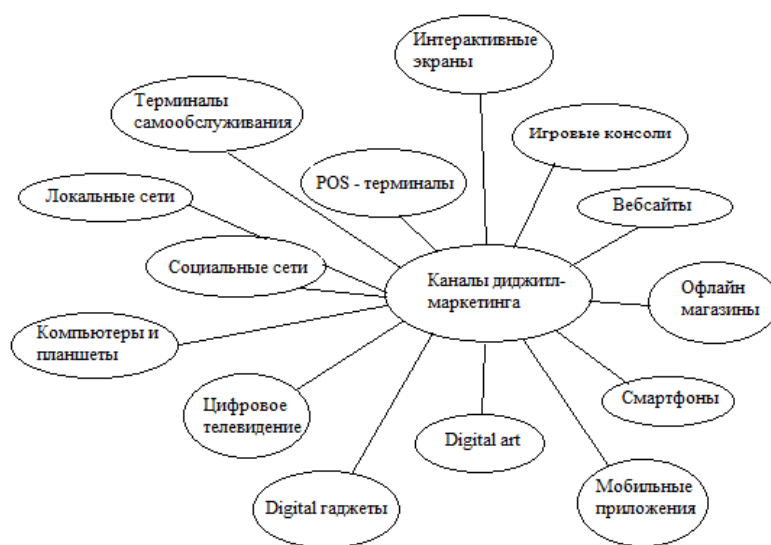 Интерактивные
экраны
Терминалы
самообслуживания
Игровые консоли
POS - терминалы
Локальные сети
Вебсайты
Социальные сети
Каналы диджитл-
маркетинга
Офлайн
магазины
Компьютеры и
планшеты
Смартфоны
Цифровое
телевидение
Digital art
Мобильные
приложения
Digital гаджеты